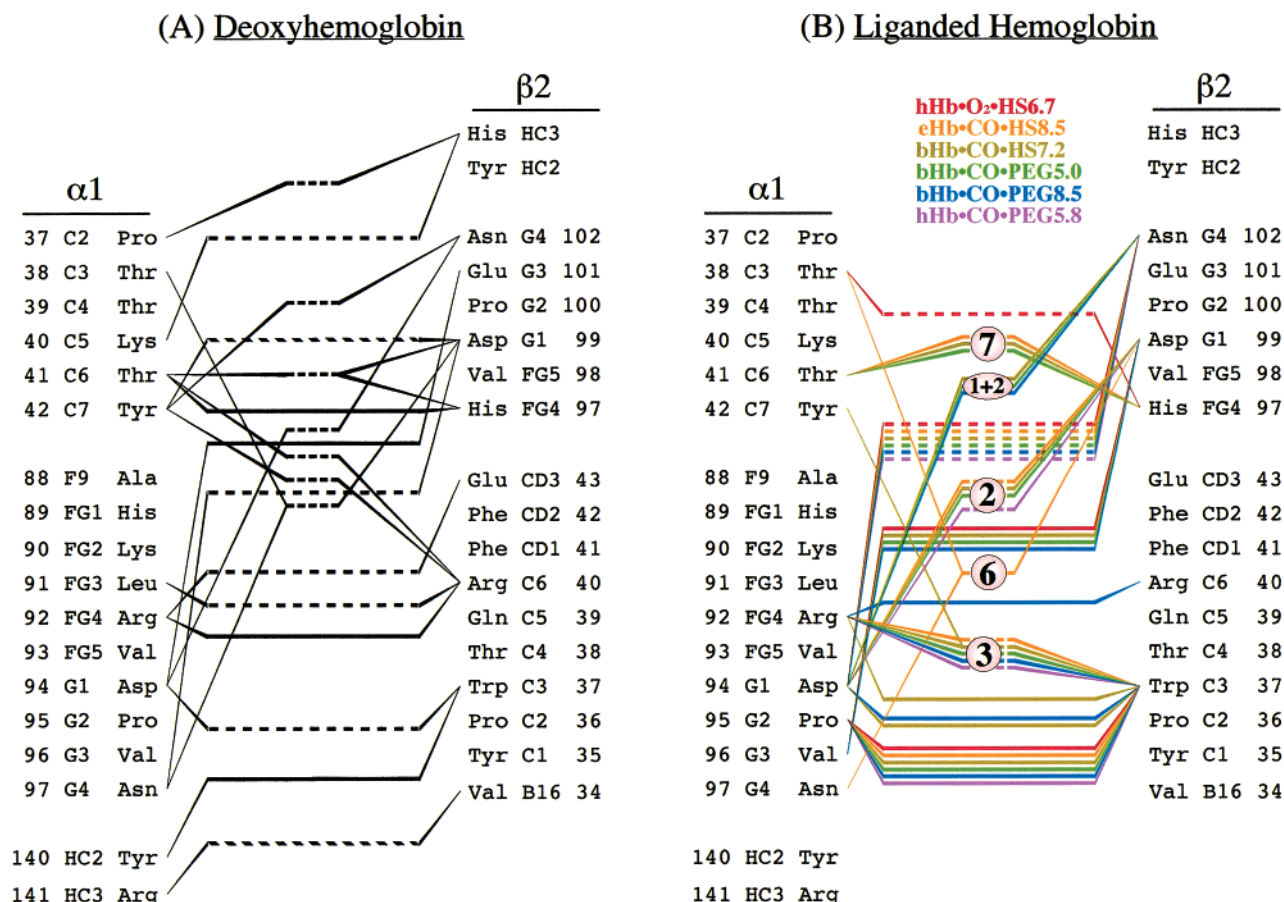 (A) Deoxyhemoglobin
β2
His HC3
Tyr HC2
α1
37 C2 Pro
38 C3 Thr
39 C4 Thr
40 C5 Lys
41 C6 Thr
42 C7 Tyr
88 F9 Ala
89 FG1 His
90 FG2 Lys
91 FG3 Leu
92 FG4 Arg
93 FG5 Val
94 G1 Asp
95 G2 Pro
96 G3 Val
97 G4 Asn
140 HC2 Tyr
141 HC3 Arg
Asn G4 102
Glu G3 101
Pro G2 100
Asp G1 99
Val FG5 98
His FG4 97
Glu CD3 43
Phe CD2 42
Phe CD1 41
Arg C6 40
Gln C5 39
Thr C4 38
Trp C3 37
Pro C2 36
Tyr C1 35
Val B16 34
(B) Liganded Hemoglobin
hHb•O₂•HS6.7
eHb•CO•HS8.5
bHb•CO•HS7.2
bHb•CO•PEG5.0
bHb•CO•PEG8.5
hHb•CO•PEG5.8
β2
His HC3
Tyr HC2
α1
37 C2 Pro
38 C3 Thr
39 C4 Thr
40 C5 Lys
41 C6 Thr
42 C7 Tyr
88 F9 Ala
89 FG1 His
90 FG2 Lys
91 FG3 Leu
92 FG4 Arg
93 FG5 Val
94 G1 Asp
95 G2 Pro
96 G3 Val
97 G4 Asn
140 HC2 Tyr
141 HC3 Arg
7
1+2
2
6
3
Asn G4 102
Glu G3 101
Pro G2 100
Asp G1 99
Val FG5 98
His FG4 97
Glu CD3 43
Phe CD2 42
Phe CD1 41
Arg C6 40
Gln C5 39
Thr C4 38
Trp C3 37
Pro C2 36
Tyr C1 35
Val B16 34